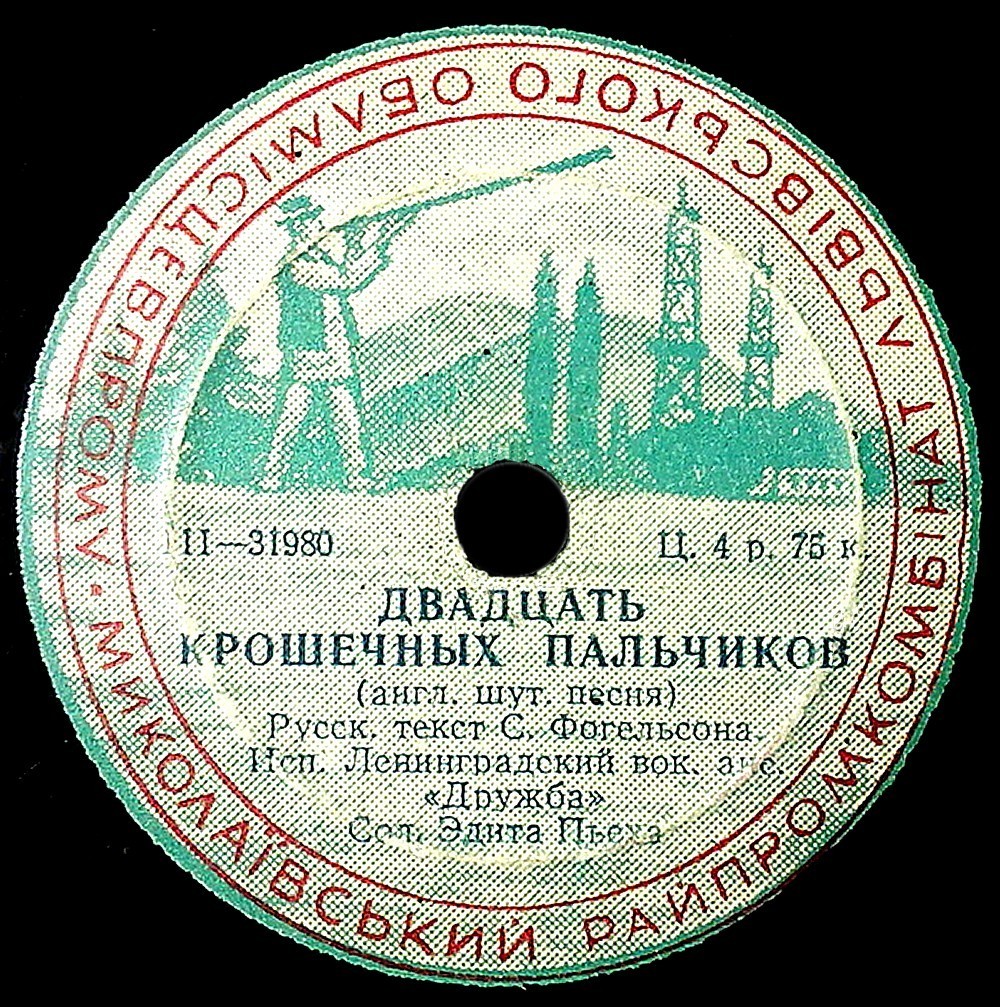 МИКОЛАЇВСЬКИЙ РАЙПРОМКОМБІНАТ ЛЬВІВСЬКОГО ОБЛМІСЦЕВПРОМУ •
П—31980
Ц. 4 р. 75 к.
ДВАДЦАТЬ
КРОШЕЧНЫХ ПАЛЬЧИКОВ
(англ. шут. песня)
Русск. текст С. Фогельсона.
Исп. Ленинградский вок. анс.
«Дружба»
Сол. Эдита Пьеха